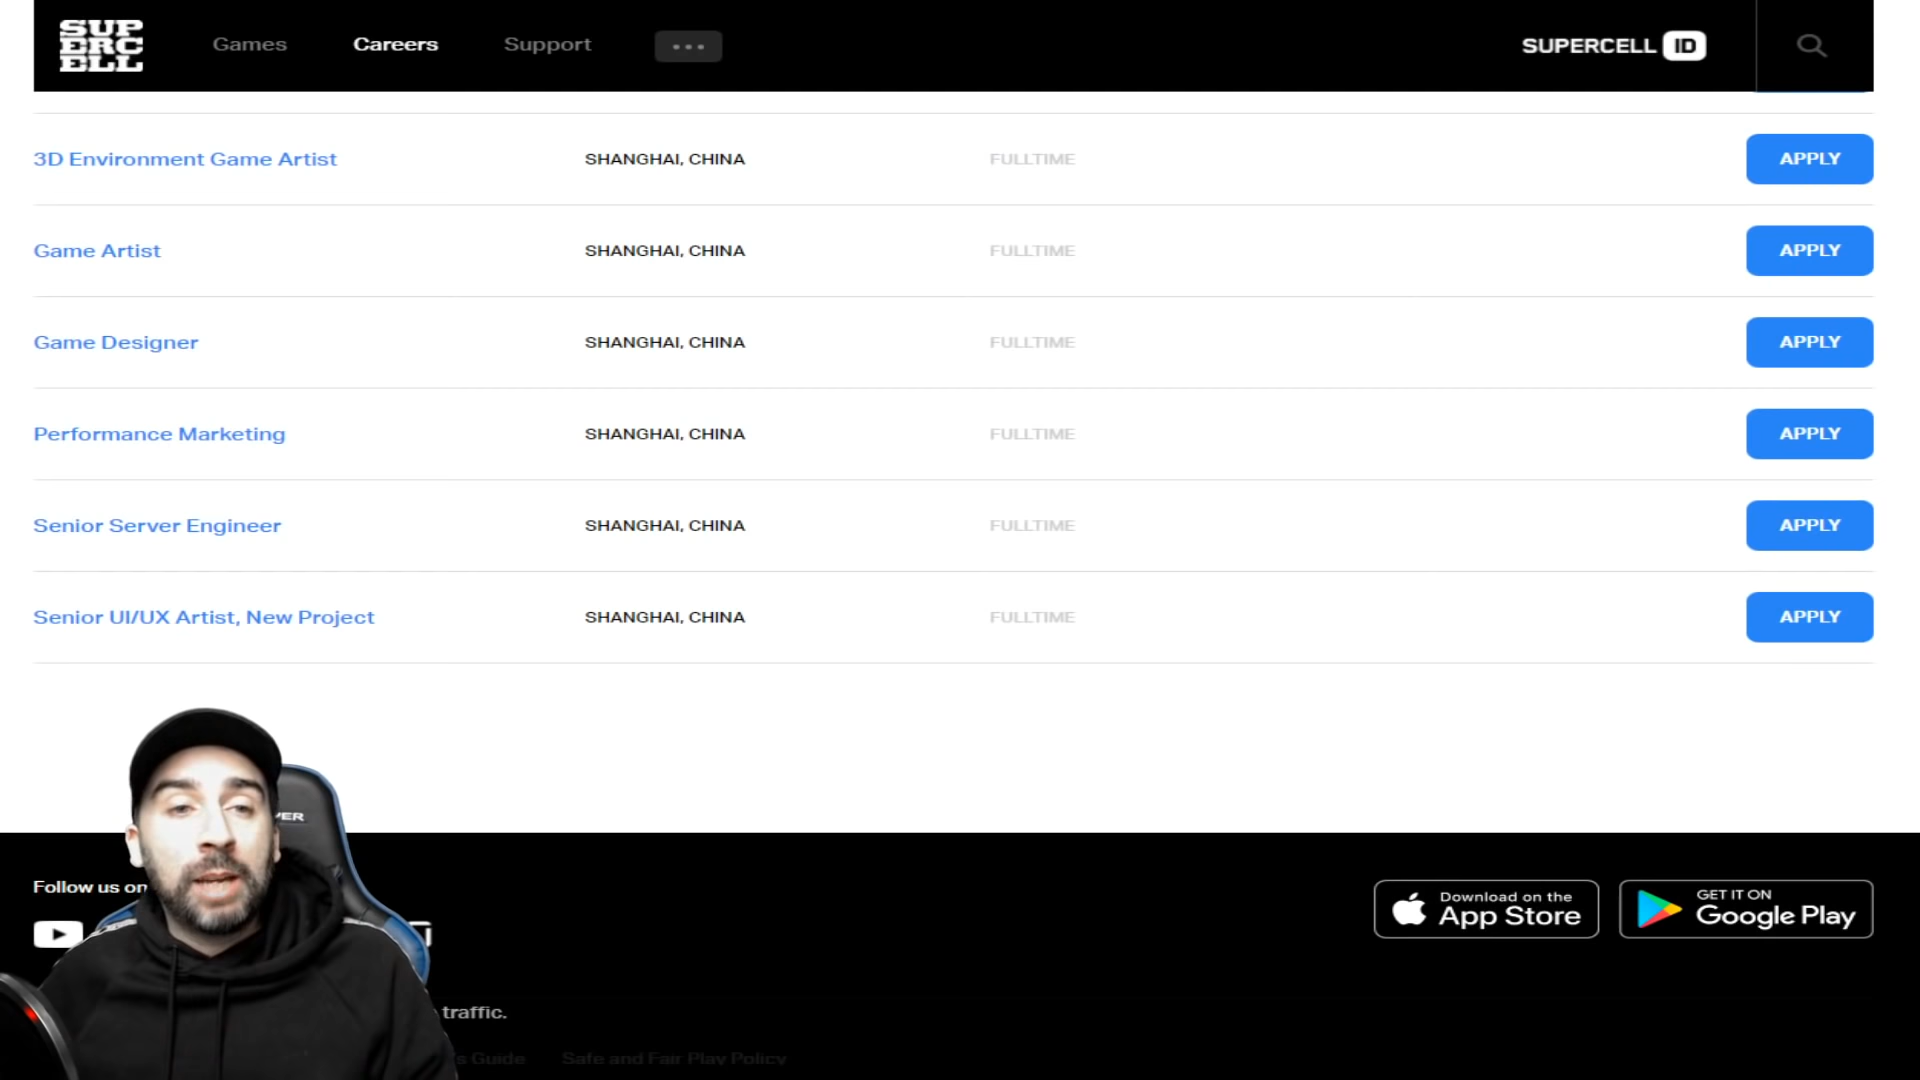 SUPERCELL
Games
Careers
Support
SUPERCELL ID
3D Environment Game Artist SHANGHAI, CHINA FULLTIME APPLY
Game Artist SHANGHAI, CHINA FULLTIME APPLY
Game Designer SHANGHAI, CHINA FULLTIME APPLY
Performance Marketing SHANGHAI, CHINA FULLTIME APPLY
Senior Server Engineer SHANGHAI, CHINA FULLTIME APPLY
Senior UI/UX Artist, New Project SHANGHAI, CHINA FULLTIME APPLY
Follow us on
Download on the
App Store
GET IT ON
Google Play
traffic.
Guide
Safe and Fair Play Policy